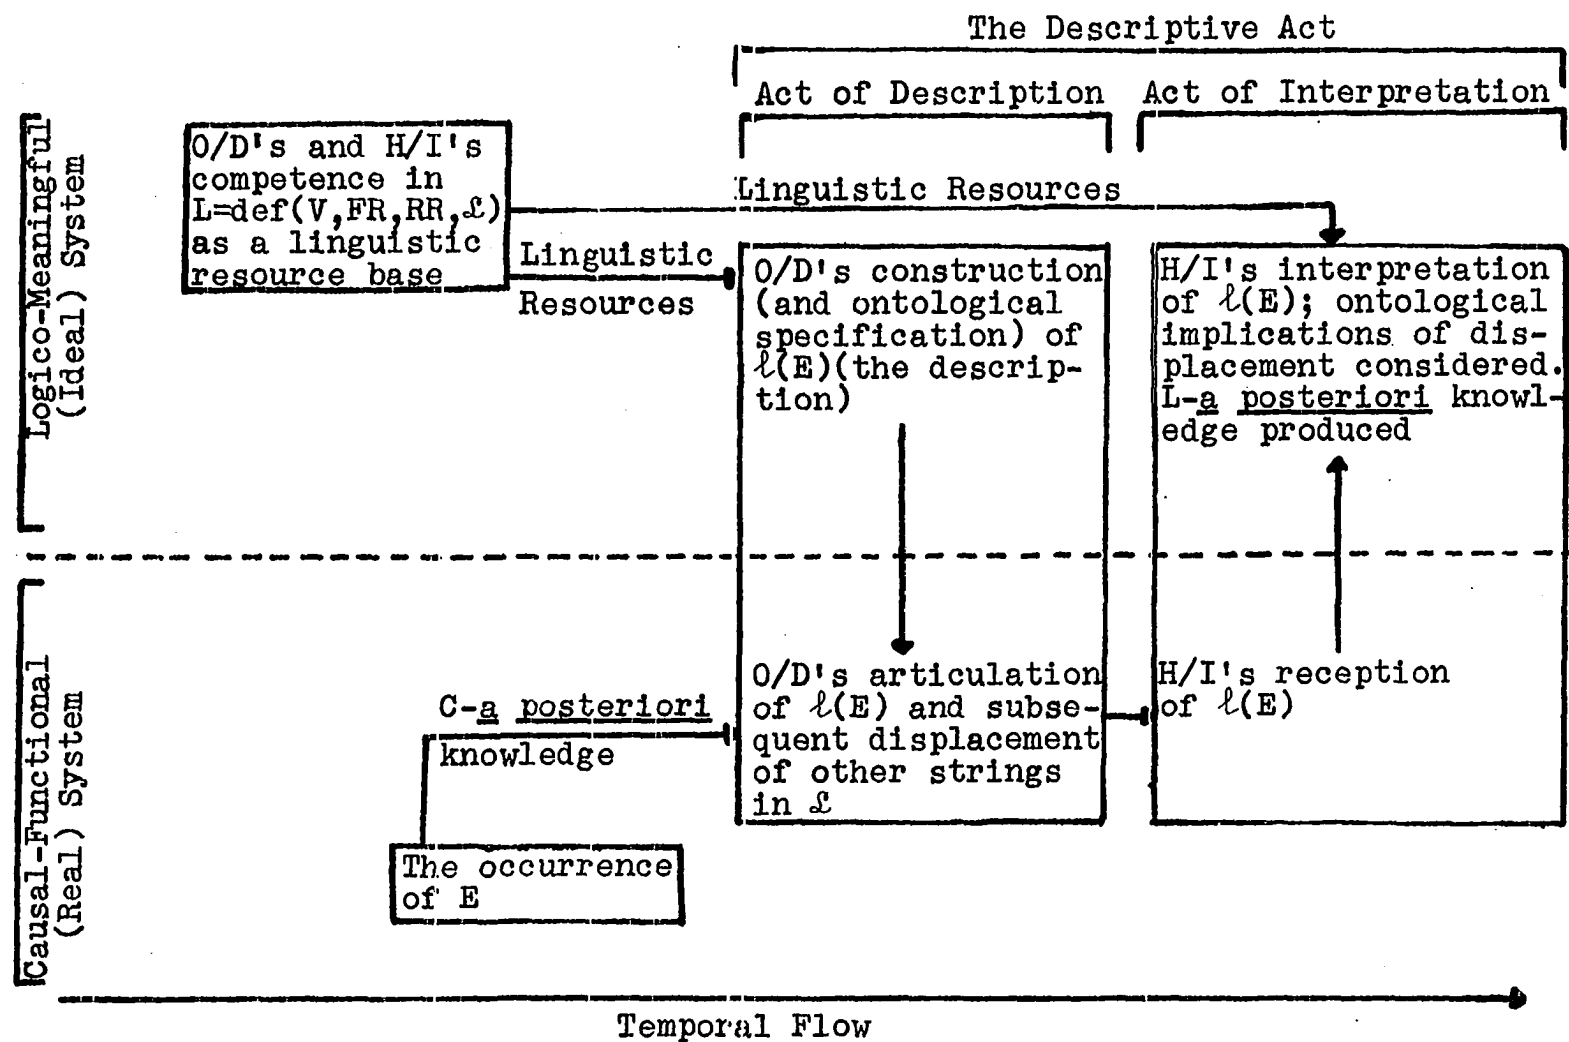 The Descriptive Act
Act of Description
Act of Interpretation
Logico-Meaningful
(Ideal) System
O/D's and H/I's
competence in
L=def(V,FR,RR,ℒ)
as a linguistic
resource base
Linguistic Resources
Linguistic
Resources
O/D's construction
(and ontological
specification) of
ℓ(E)(the descrip-
tion)
H/I's interpretation
of ℓ(E); ontological
implications of dis-
placement considered.
L-a posteriori knowl-
edge produced
Causal-Functional
(Real) System
C-a posteriori
knowledge
The occurrence
of E
O/D's articulation
of ℓ(E) and subse-
quent displacement
of other strings
in ℒ
H/I's reception
of ℓ(E)
Temporal Flow